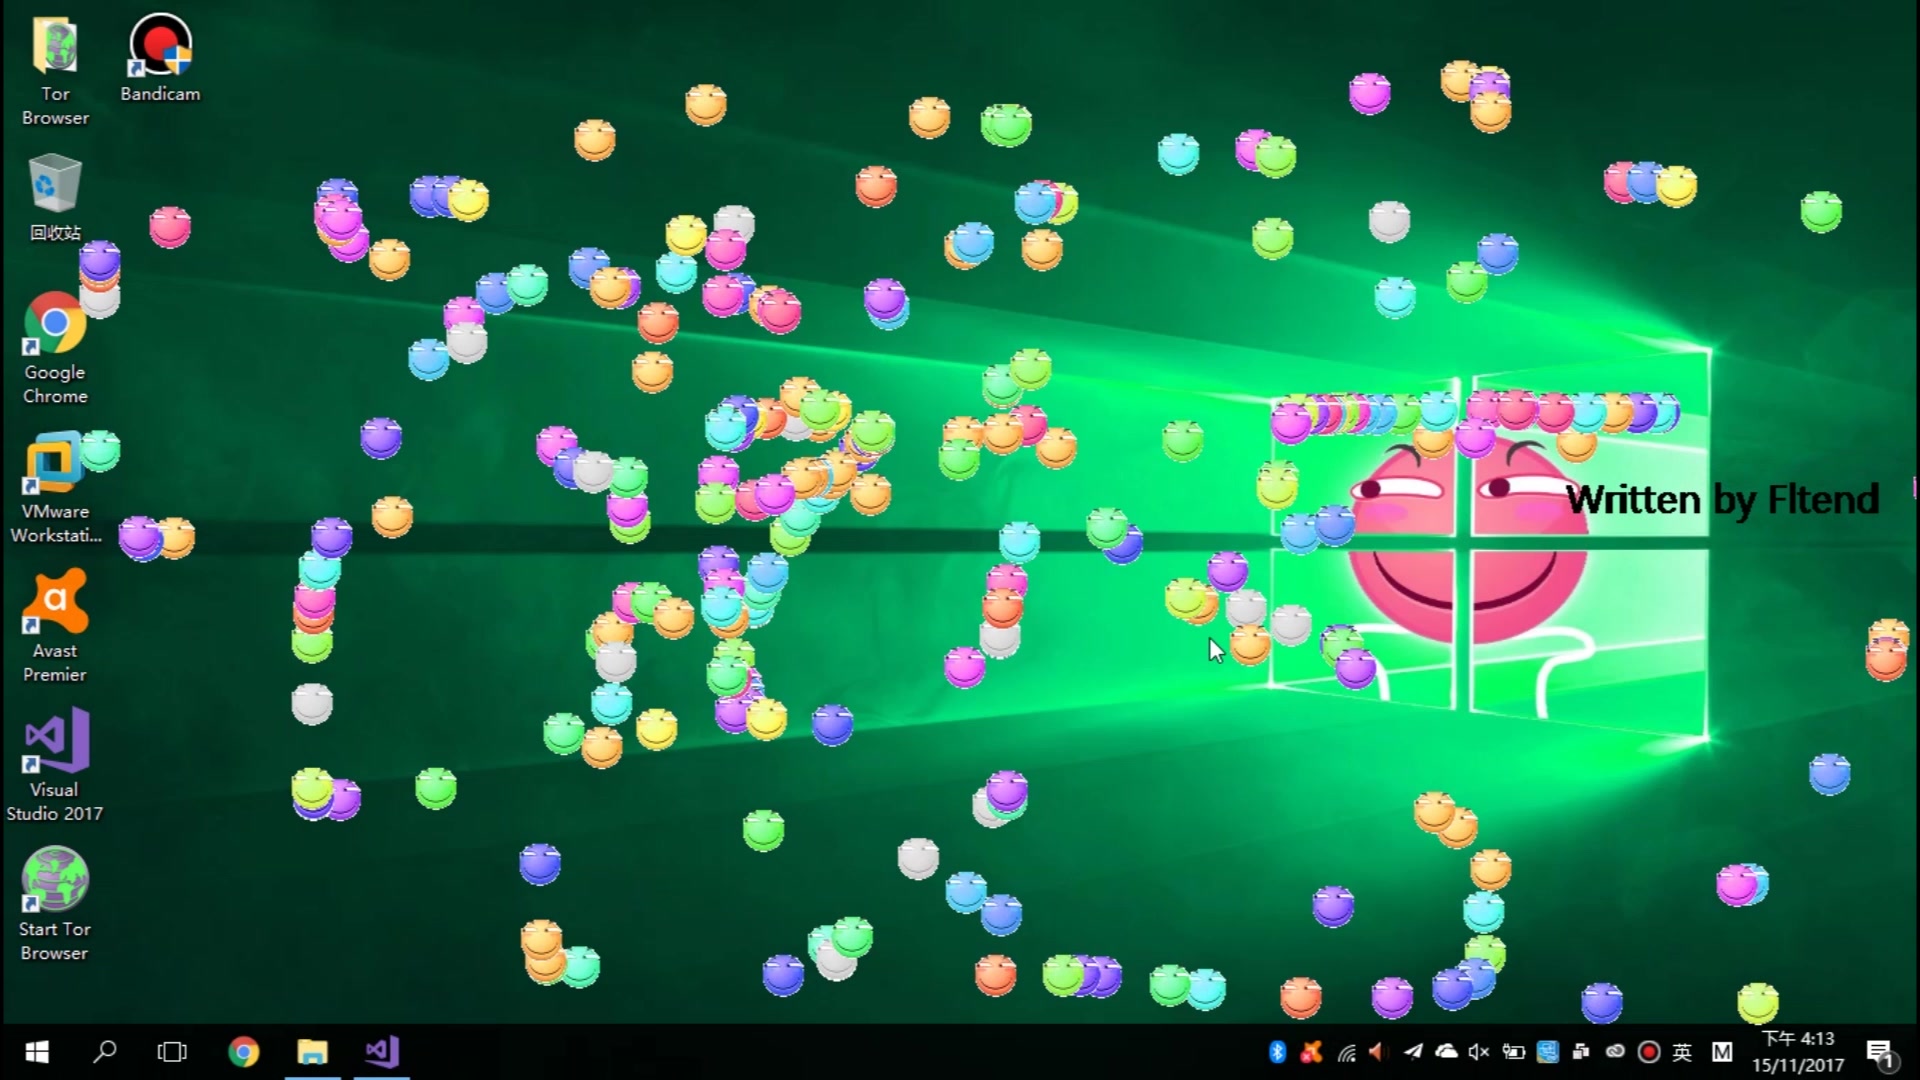 Tor
Browser
Bandicam
回收站
Google
Chrome
VMware
Workstati...
Avast
Premier
Visual
Studio 2017
Start Tor
Browser
Written by Fltend
英
M
下午 4:13
15/11/2017
1